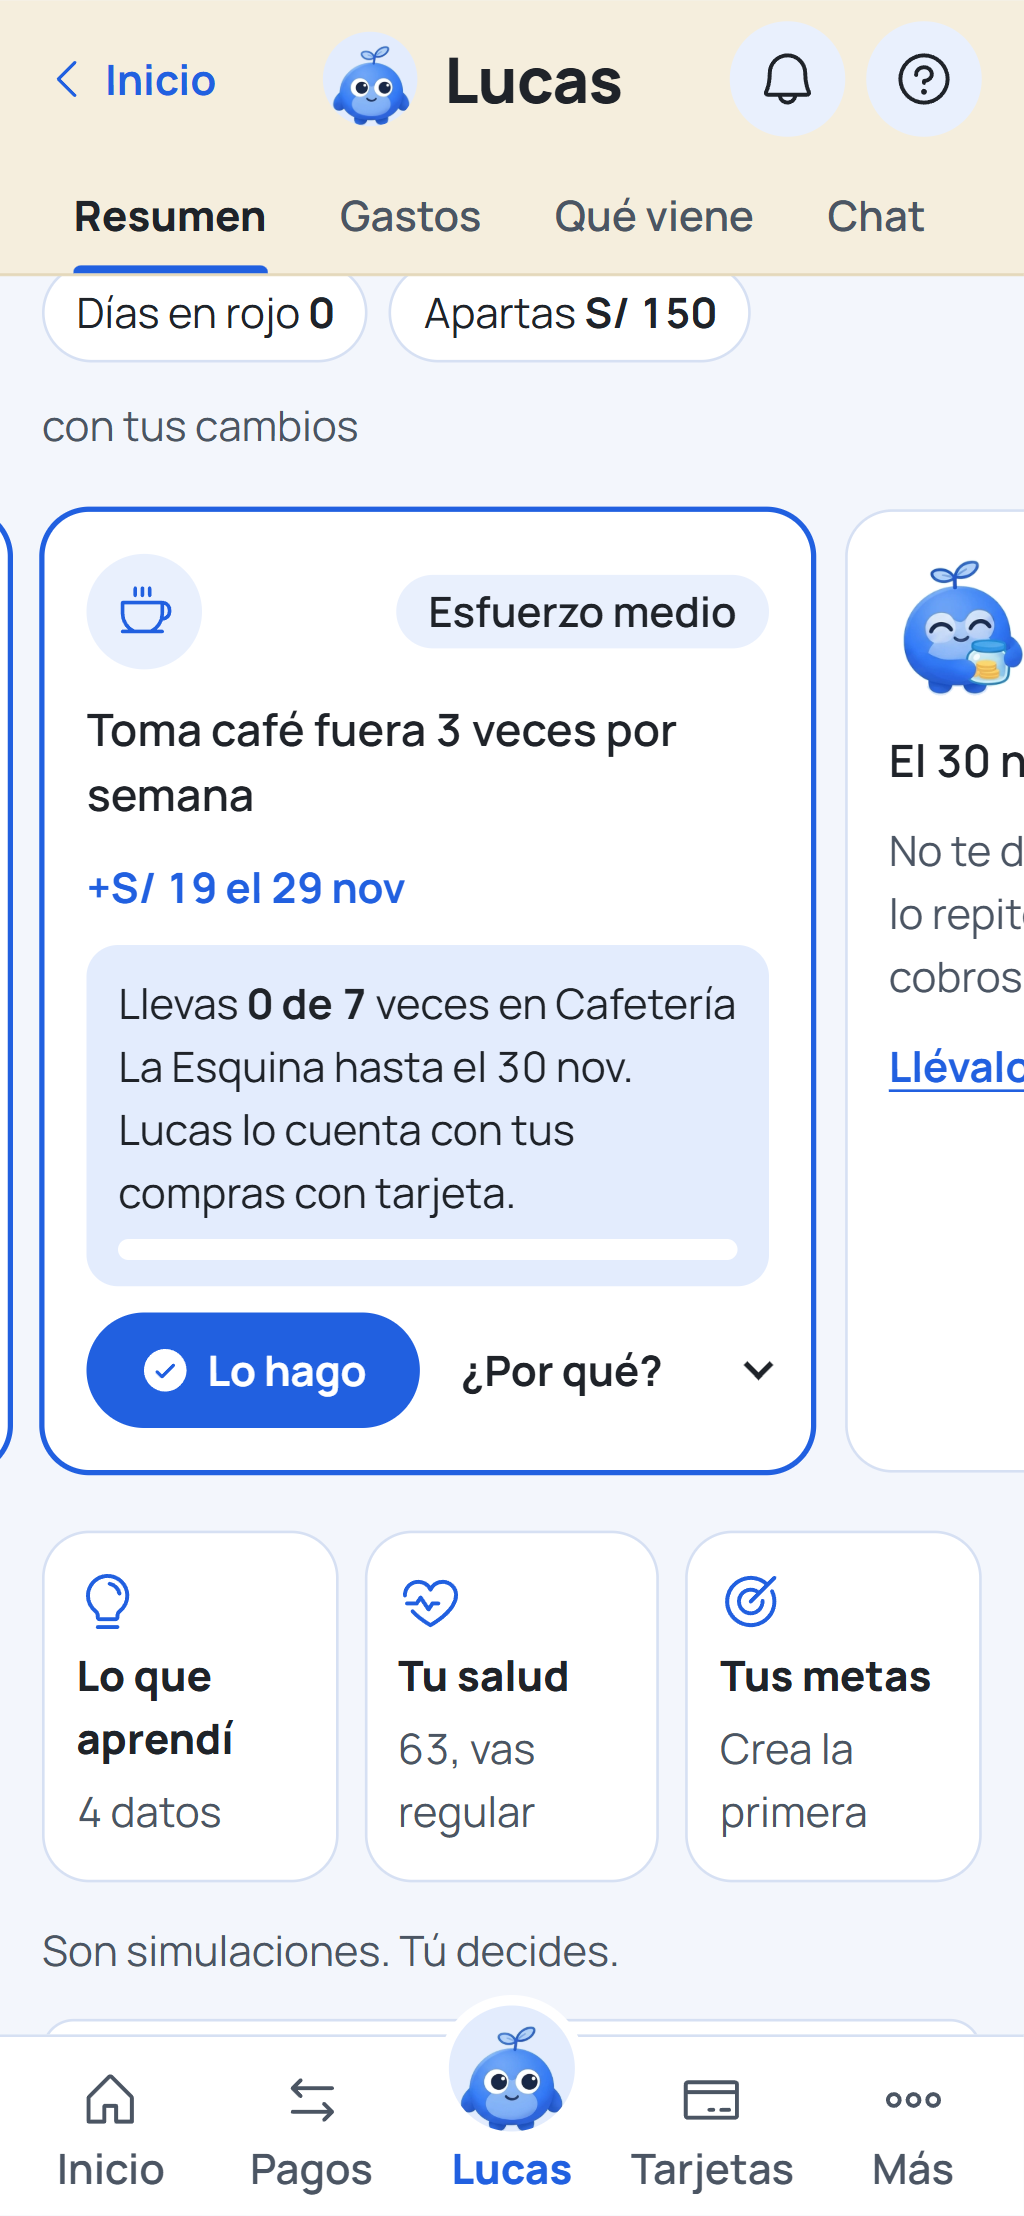 Inicio
Lucas
Resumen
Gastos
Qué viene
Chat
Días en rojo 0
Apartas S/ 150
con tus cambios
Esfuerzo medio
Toma café fuera 3 veces por
semana
+S/ 19 el 29 nov
Llevas 0 de 7 veces en Cafetería
La Esquina hasta el 30 nov.
Lucas lo cuenta con tus
compras con tarjeta.
Lo hago
¿Por qué?
El 30
No te
lo
cobros
Lo que
aprendí
4 datos
Tu salud
63, vas
regular
Tus metas
Crea la
primera
Son simulaciones. Tú decides.
Inicio
Pagos
Lucas
Tarjetas
Más